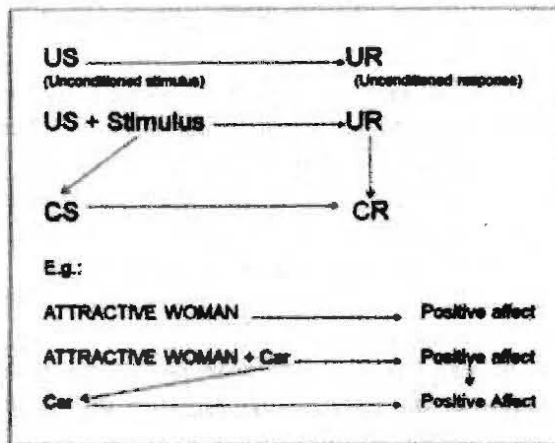 US UR
(Unconditioned stimulus) (Unconditioned response)
US + Stimulus UR
CS CR
E.g.:
ATTRACTIVE WOMAN Positive affect
ATTRACTIVE WOMAN + Car Positive affect
Car Positive Affect